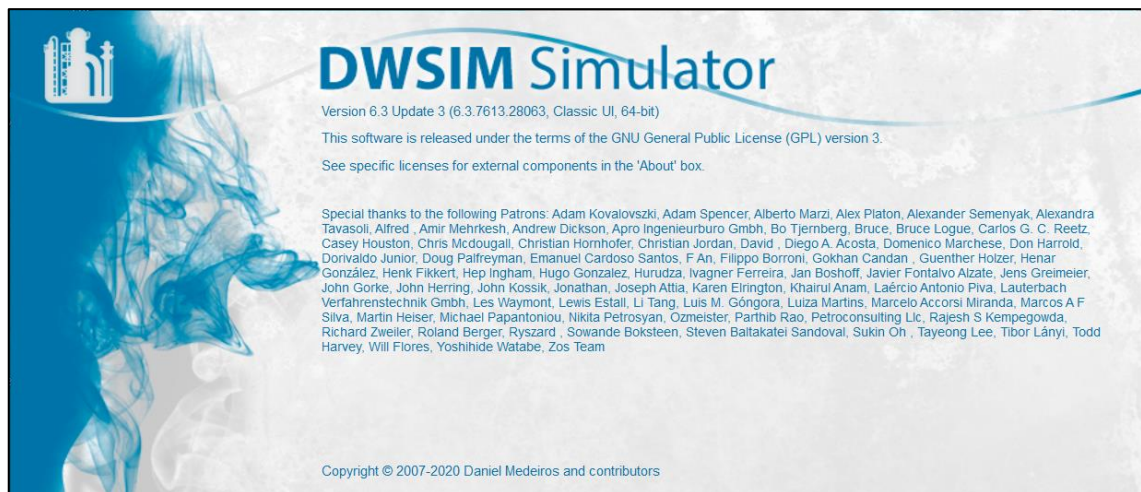 DWSIM Simulator
Version 6.3 Update 3 (6.3.7613.28063, Classic UI, 64-bit)
This software is released under the terms of the GNU General Public License (GPL) version 3.
See specific licenses for external components in the 'About' box.
Special thanks to the following Patrons: Adam Kovalovszki, Adam Spencer, Alberto Marzi, Alex Platon, Alexander Semenyak, Alexandra
Tavasoli, Alfred , Amir Mehrkesh, Andrew Dickson, Apro Ingenieurburo Gmbh, Bo Tjernberg, Bruce, Bruce Logue, Carlos G. C. Reetz,
Casey Houston, Chris Mcdougall, Christian Hornhofer, Christian Jordan, David , Diego A. Acosta, Domenico Marchese, Don Harrold,
Dorivaldo Junior, Doug Palfreyman, Emanuel Cardoso Santos, F An, Filippo Borroni, Gokhan Candan , Guenther Holzer, Henar
González, Henk Fikkert, Hep Ingham, Hugo Gonzalez, Hurudza, Ivagner Ferreira, Jan Boshoff, Javier Fontalvo Alzate, Jens Greimeier,
John Gorke, John Herring, John Kossik, Jonathan, Joseph Attia, Karen Elrington, Khairul Anam, Laércio Antonio Piva, Lauterbach
Verfahrenstechnik Gmbh, Les Waymont, Lewis Estall, Li Tang, Luis M. Góngora, Luiza Martins, Marcelo Accorsi Miranda, Marcos A F
Silva, Martin Heiser, Michael Papantoniou, Nikita Petrosyan, Ozmeister, Parthib Rao, Petroconsulting Llc, Rajesh S Kempegowda,
Richard Zweiler, Roland Berger, Ryszard , Sowande Boksteen, Steven Baltakatei Sandoval, Sukin Oh , Tayeong Lee, Tibor Lányi, Todd
Harvey, Will Flores, Yoshihide Watabe, Zos Team
Copyright © 2007-2020 Daniel Medeiros and contributors